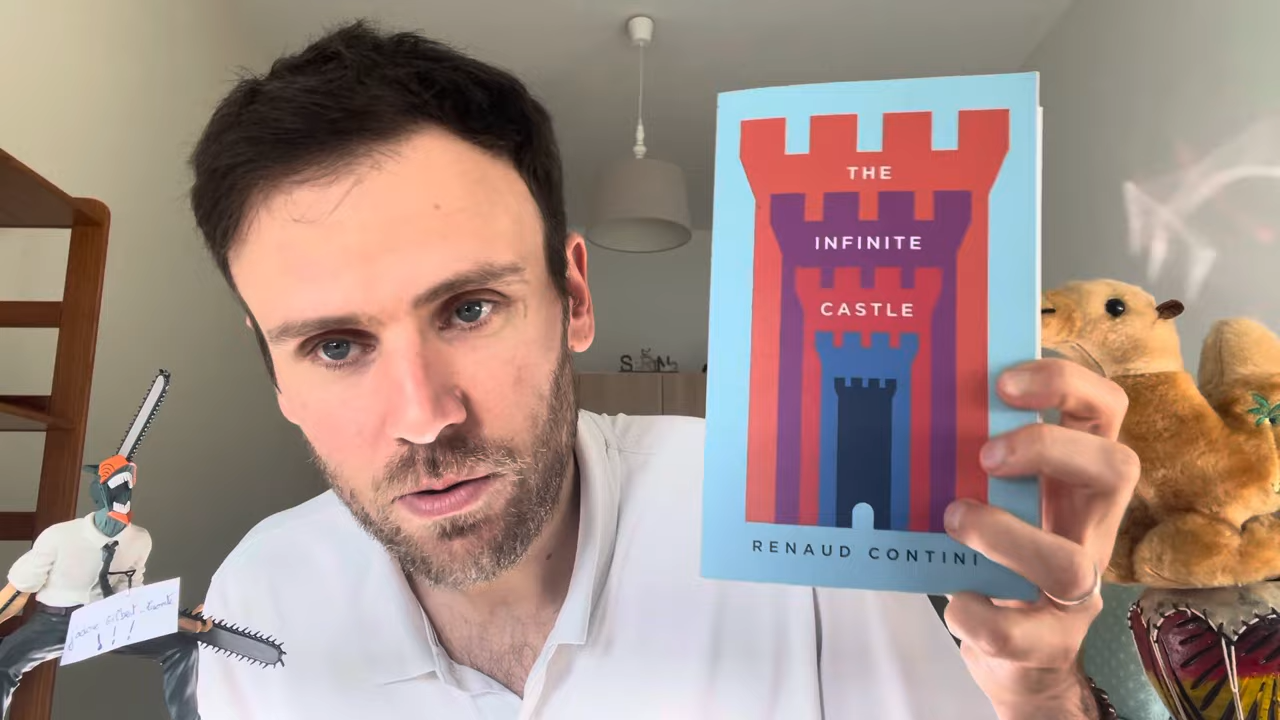 THE
INFINITE
CASTLE
RENAUD CONTINI
! ! !